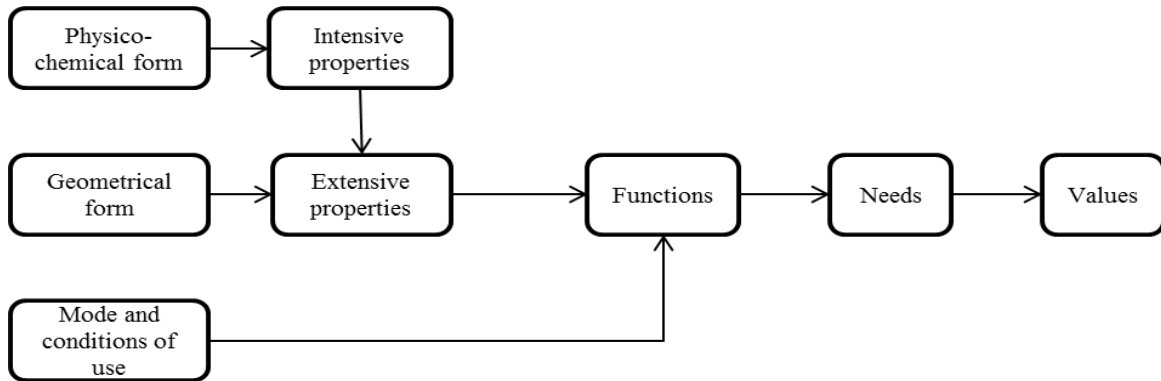 Physico-
chemical form
Intensive
properties
Geometrical
form
Extensive
properties
Functions
Needs
Values
Mode and
conditions of
use